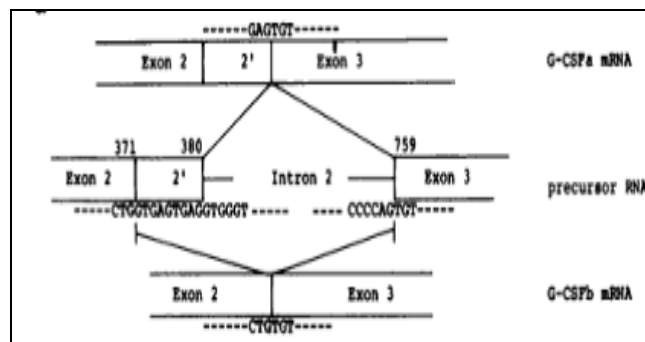 ------GAGTGT------
Exon 2 2' Exon 3 G-CSFa mRNA
371 380 759
Exon 2 2' Intron 2 Exon 3
precursor RNA
-----CTGGTGAGTGAGGTGGGT----- ----CCCCAGTGT-----
Exon 2 Exon 3 G-CSFb mRNA
------CTGTGT------